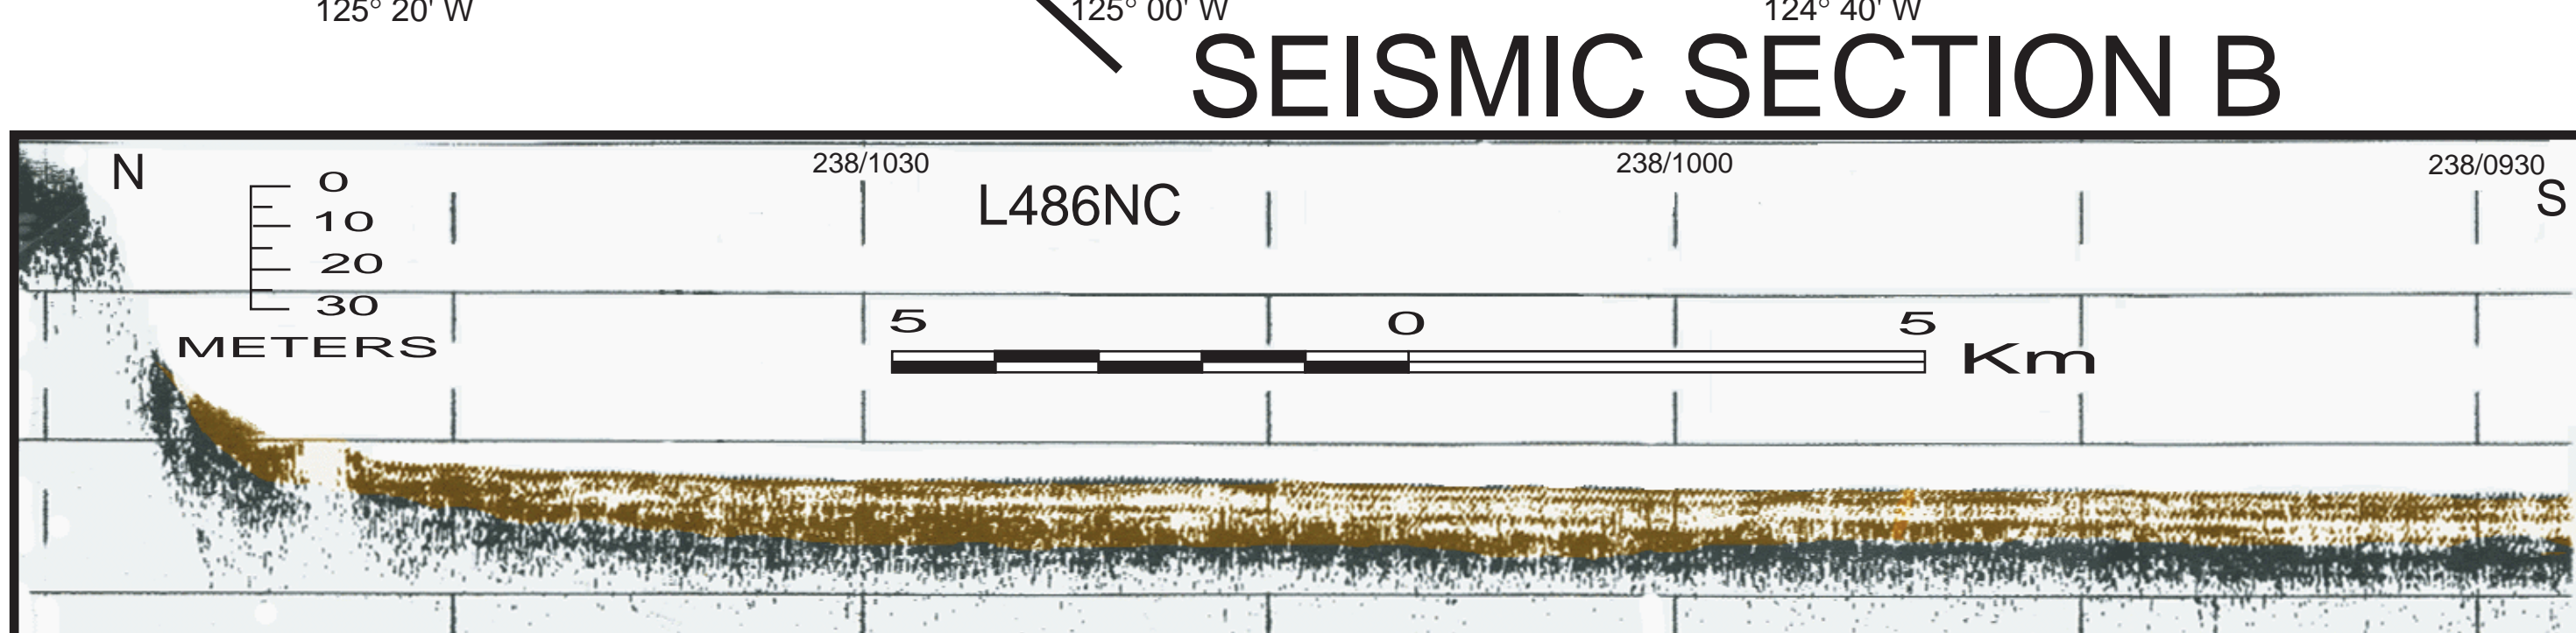 125° 20' W
125° 00' W
124° 40' W
SEISMIC SECTION B
N
238/1030
238/1000
238/0930
S
L486NC
0
10
20
30
METERS
5
0
5
Km